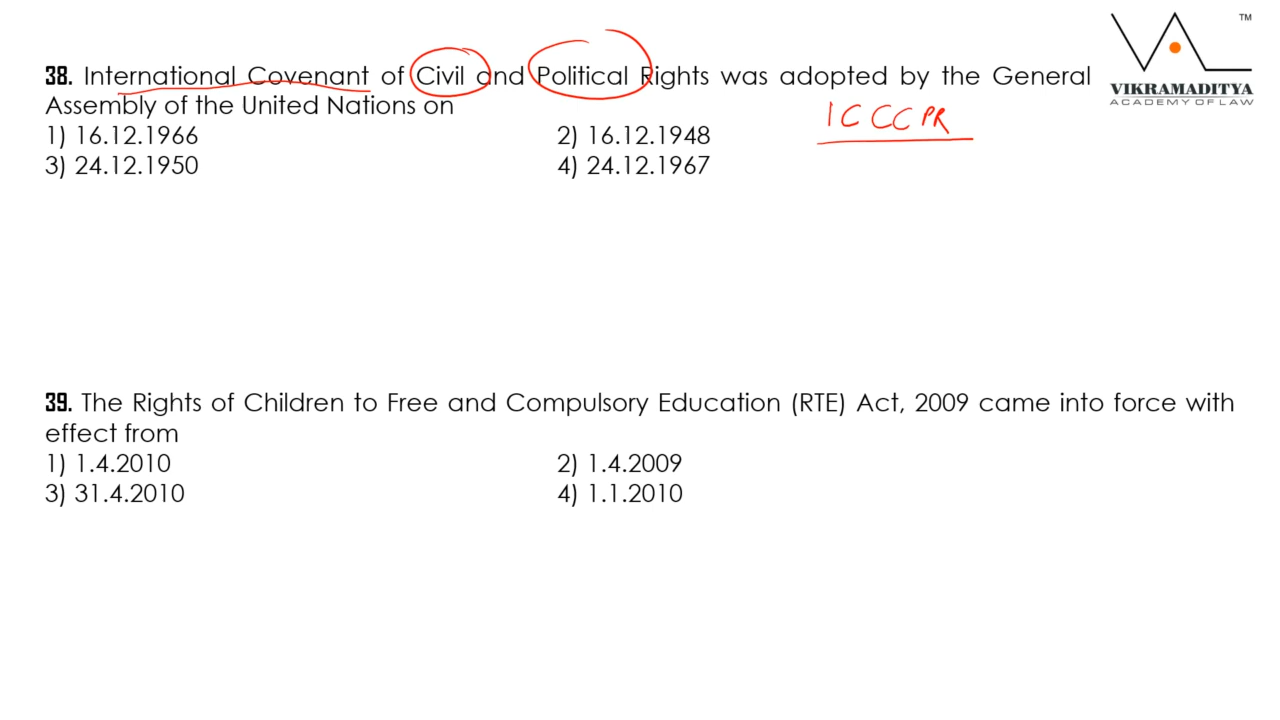 38. International Covenant of Civil and Political Rights was adopted by the General
Assembly of the United Nations on
1) 16.12.1966 2) 16.12.1948
3) 24.12.1950 4) 24.12.1967
ICCCPR
TM
VIKRAMADITYA
ACADEMY OF LAW
39. The Rights of Children to Free and Compulsory Education (RTE) Act, 2009 came into force with
effect from
1) 1.4.2010 2) 1.4.2009
3) 31.4.2010 4) 1.1.2010